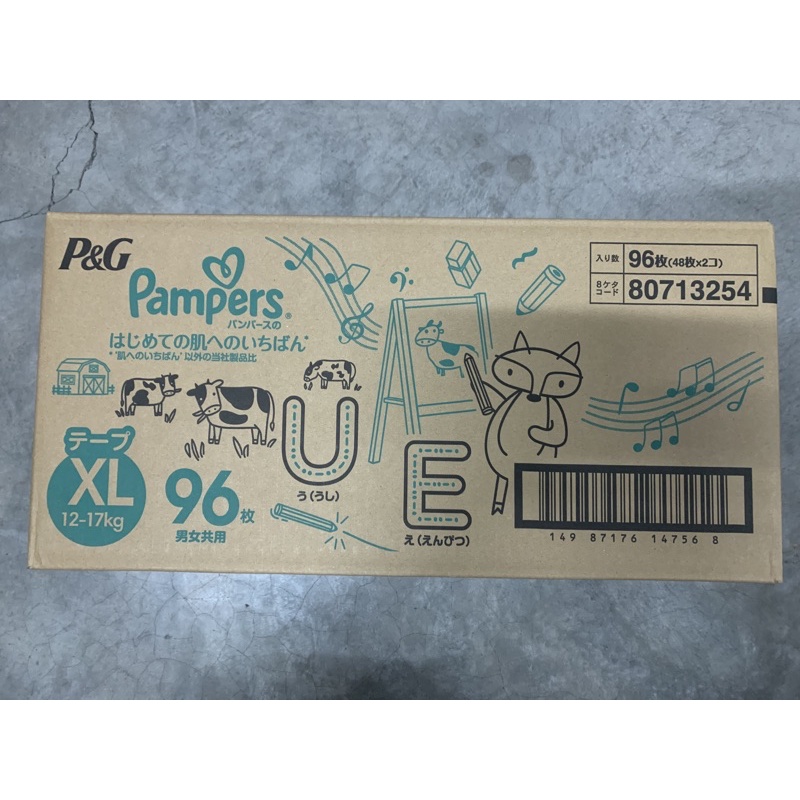 P&G
Pampers®
パンパースの
はじめての肌へのいちばん*
*"肌へのいちばん" 以外の当社製品比
入り数 96枚(48枚x2コ)
8ケタコード 80713254
テープ
XL
12-17kg
96枚
男女共用
U
う(うし)
E
え(えんぴつ)
149 87176 14756 8